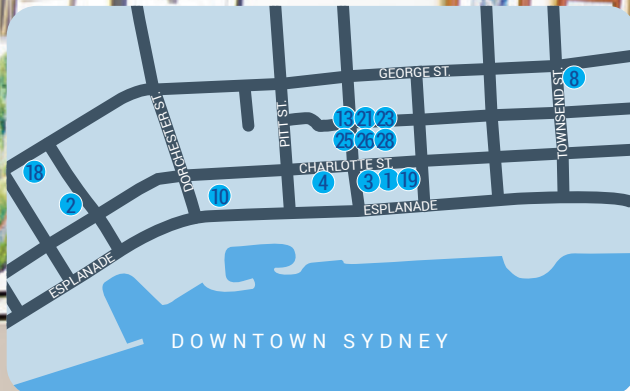 GEORGE ST.
8
DORCHESTER ST.
PITT ST.
TOWNSEND ST.
13 21 23
25 26 28
CHARLOTTE ST.
18
2
10
4
3 1 19
ESPLANADE
ESPLANADE
DOWNTOWN SYDNEY